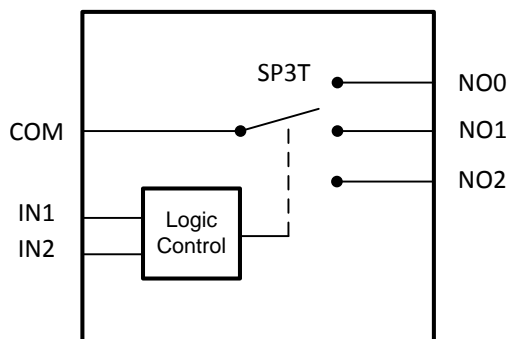 SP3T
NO0
COM
NO1
NO2
IN1
Logic
Control
IN2